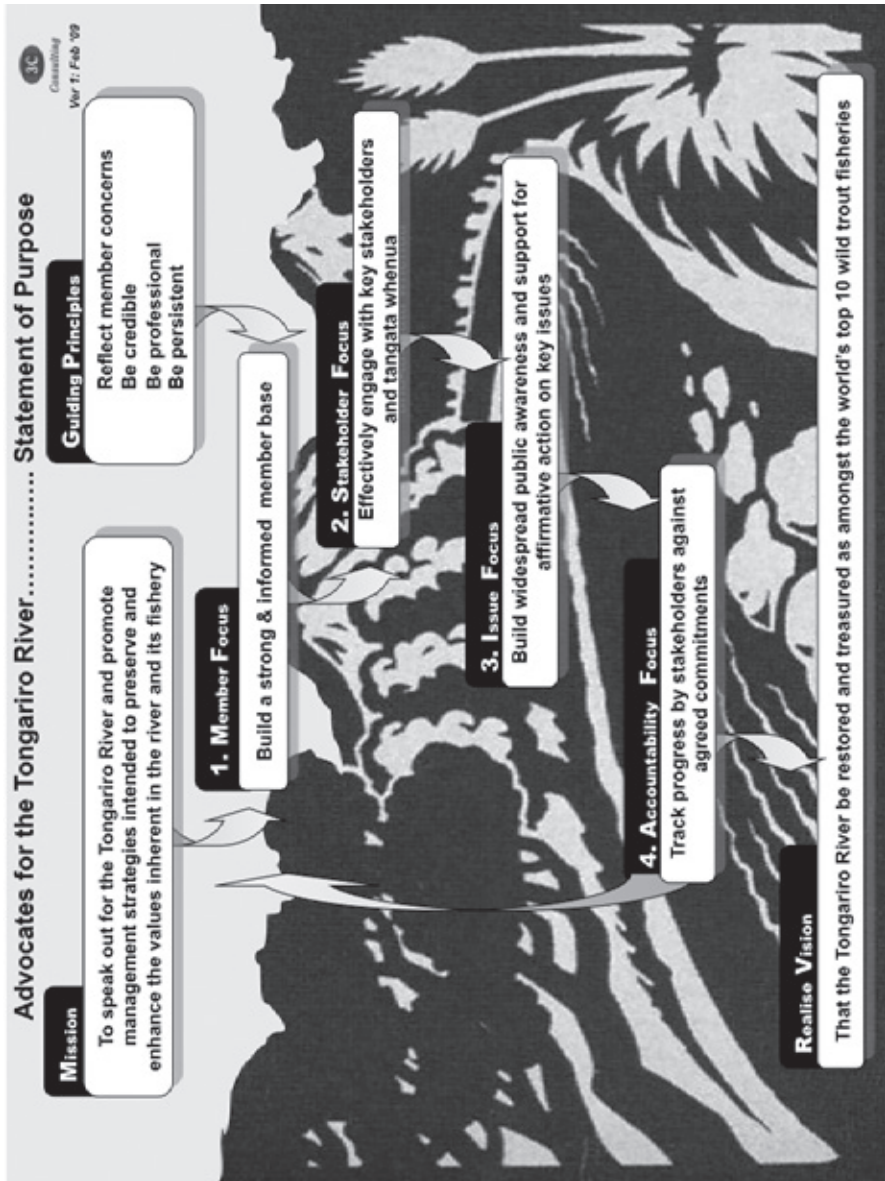 Advocates for the Tongariro River............... Statement of Purpose
3C
Consulting
Ver 1: Feb '09
Mission
To speak out for the Tongariro River and promote
management strategies intended to preserve and
enhance the values inherent in the river and its fishery
Guiding Principles
Reflect member concerns
Be credible
Be professional
Be persistent
1. Member Focus
Build a strong & informed member base
2. Stakeholder Focus
Effectively engage with key stakeholders
and tangata whenua
3. Issue Focus
Build widespread public awareness and support for
affirmative action on key issues
4. Accountability Focus
Track progress by stakeholders against
agreed commitments
Realise Vision
That the Tongariro River be restored and treasured as amongst the world's top 10 wild trout fisheries